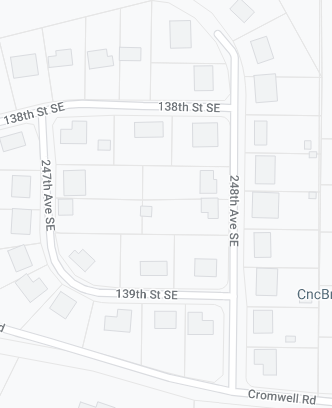 138th St SE
138th St SE
247th Ave SE
248th Ave SE
139th St SE
CncBr
d
Cromwell Rd